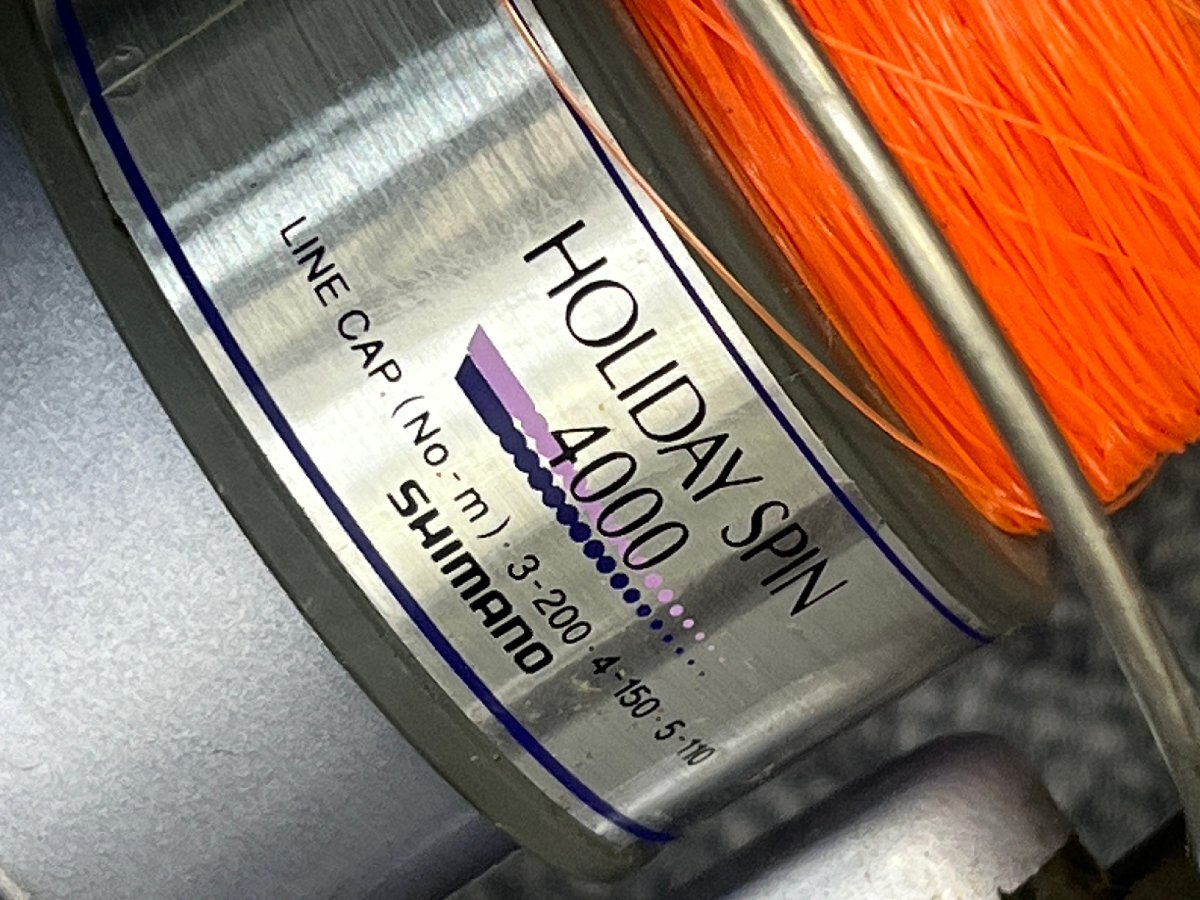 HOLIDAY SPIN
4000
LINE CAP. (No.-m)·3-200·4-150·5-110
SHIMANO